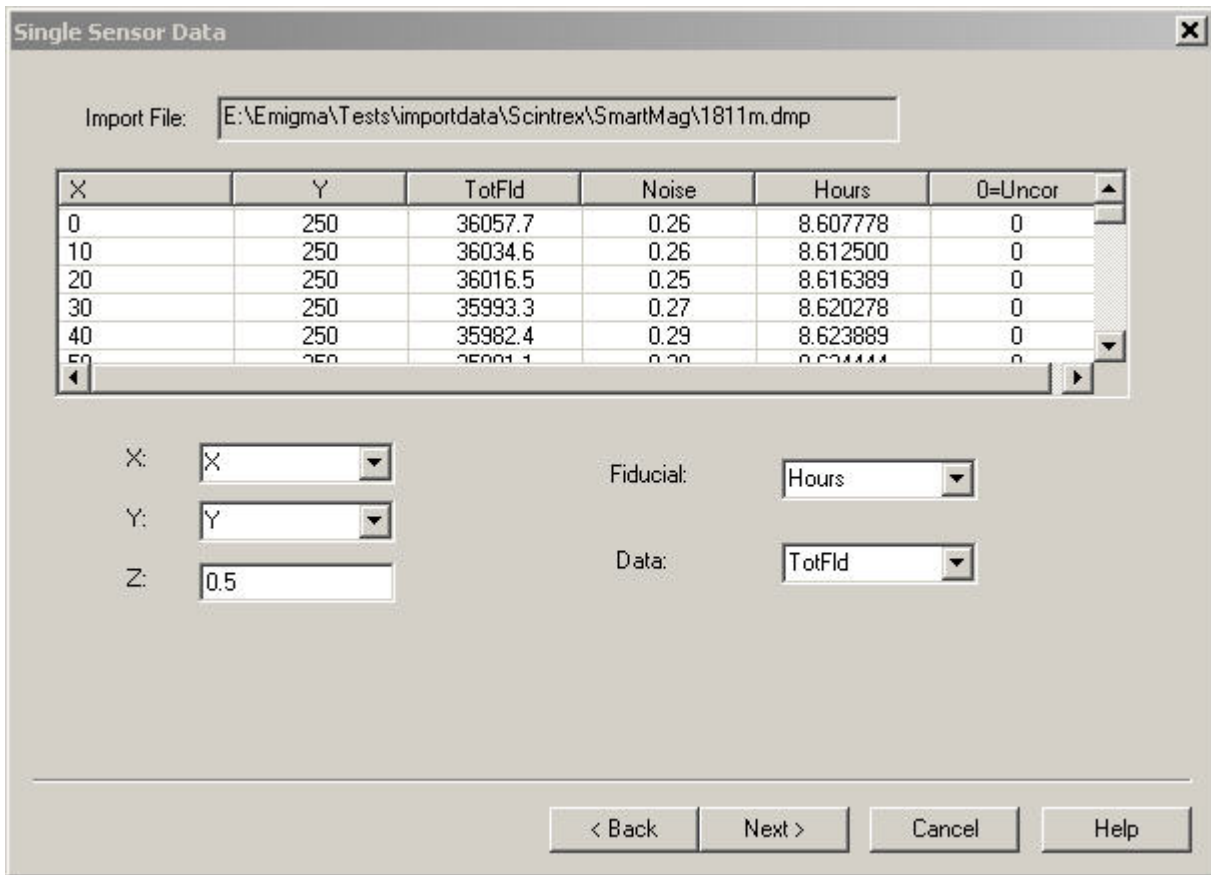 Single Sensor Data
Import File: E:\Emigma\Tests\importdata\Scintrex\SmartMag\1811m.dmp
X Y TotFld Noise Hours 0=Uncor
0 250 36057.7 0.26 8.607778 0
10 250 36034.6 0.26 8.612500 0
20 250 36016.5 0.25 8.616389 0
30 250 35993.3 0.27 8.620278 0
40 250 35982.4 0.29 8.623889 0
50 250 0
X: X Fiducial: Hours
Y: Y
Data: TotFld
Z: 0.5
< Back Next > Cancel Help